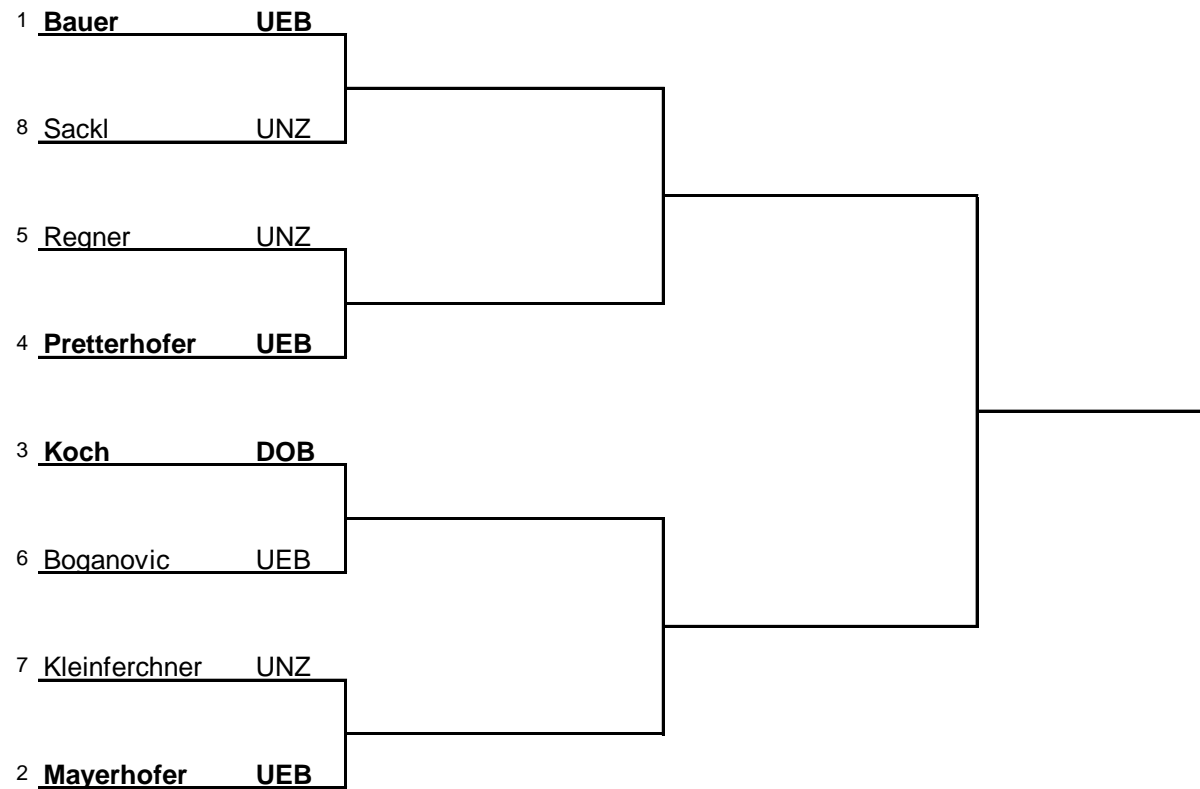 1 Bauer UEB
8 Sackl UNZ
5 Regner UNZ
4 Pretterhofer UEB
3 Koch DOB
6 Boganovic UEB
7 Kleinferchner UNZ
2 Mayerhofer UEB